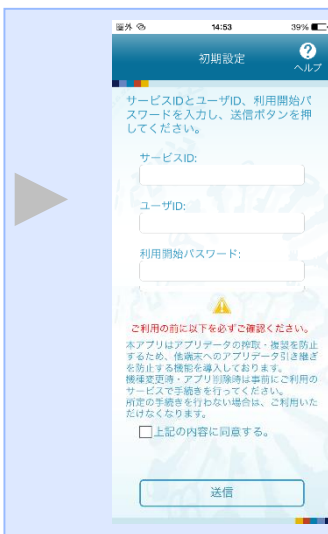 圏外
14:53
39%
初期設定
?
ヘルプ
サービスIDとユーザID、利用開始パ
スワードを入力し、送信ボタンを押
してください。
サービスID:
ユーザID:
利用開始パスワード:
ご利用の前に以下を必ずご確認ください。
本アプリはアプリデータの搾取・複製を防止
するため、他端末へのアプリデータ引き継ぎ
を防止する機能を導入しております。
機種変更時・アプリ削除時は事前にご利用の
サービスで手続きを行ってください。
所定の手続きを行わない場合は、ご利用いた
だけなくなります。
上記の内容に同意する。
送信